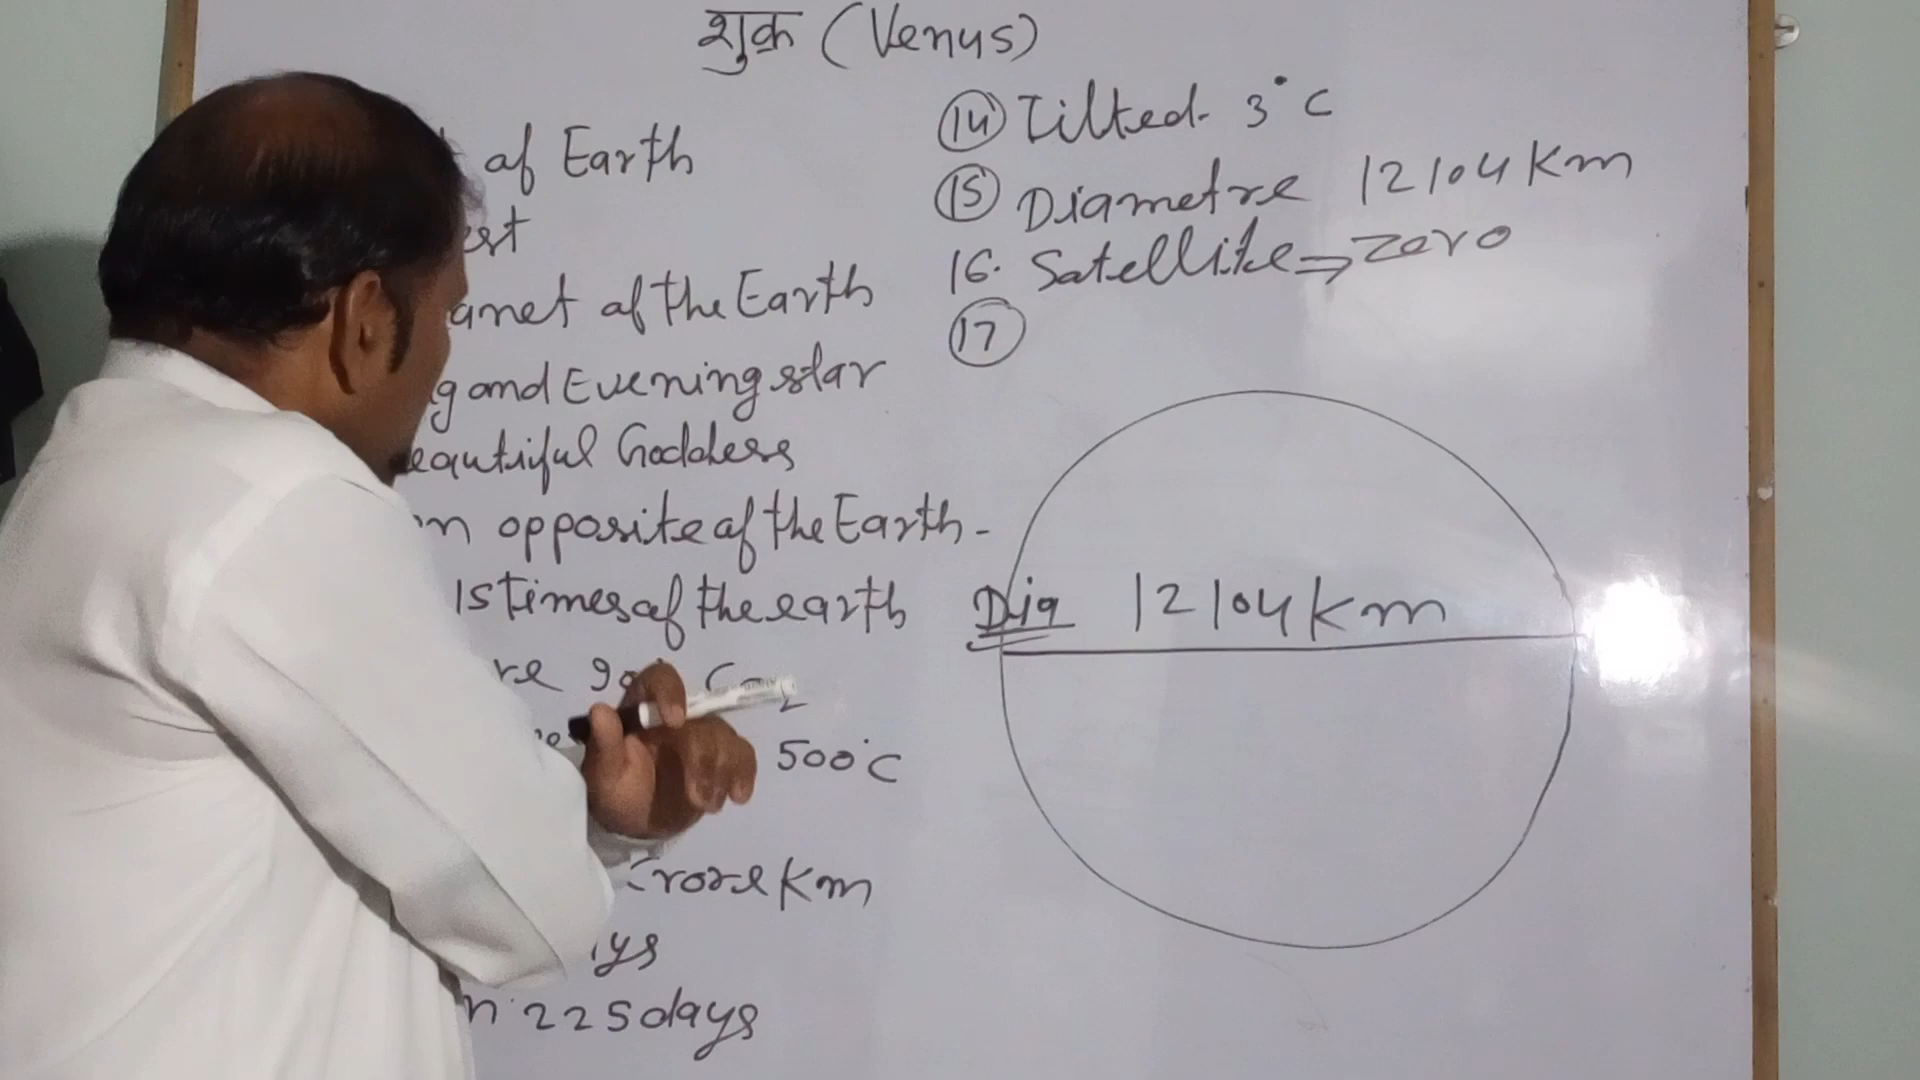 शुक्र (Venus)
of Earth
est
anet of the Earth
g and Evening star
eautiful Goddess
n opposite of the Earth -
times of the earth
re 90
500°C
Crore Km
ys
n 225 days
14 Tilted. 3°C
15 Diametre 12104 Km
16. Satellite ⇒ Zero
17
Dia 12104 Km